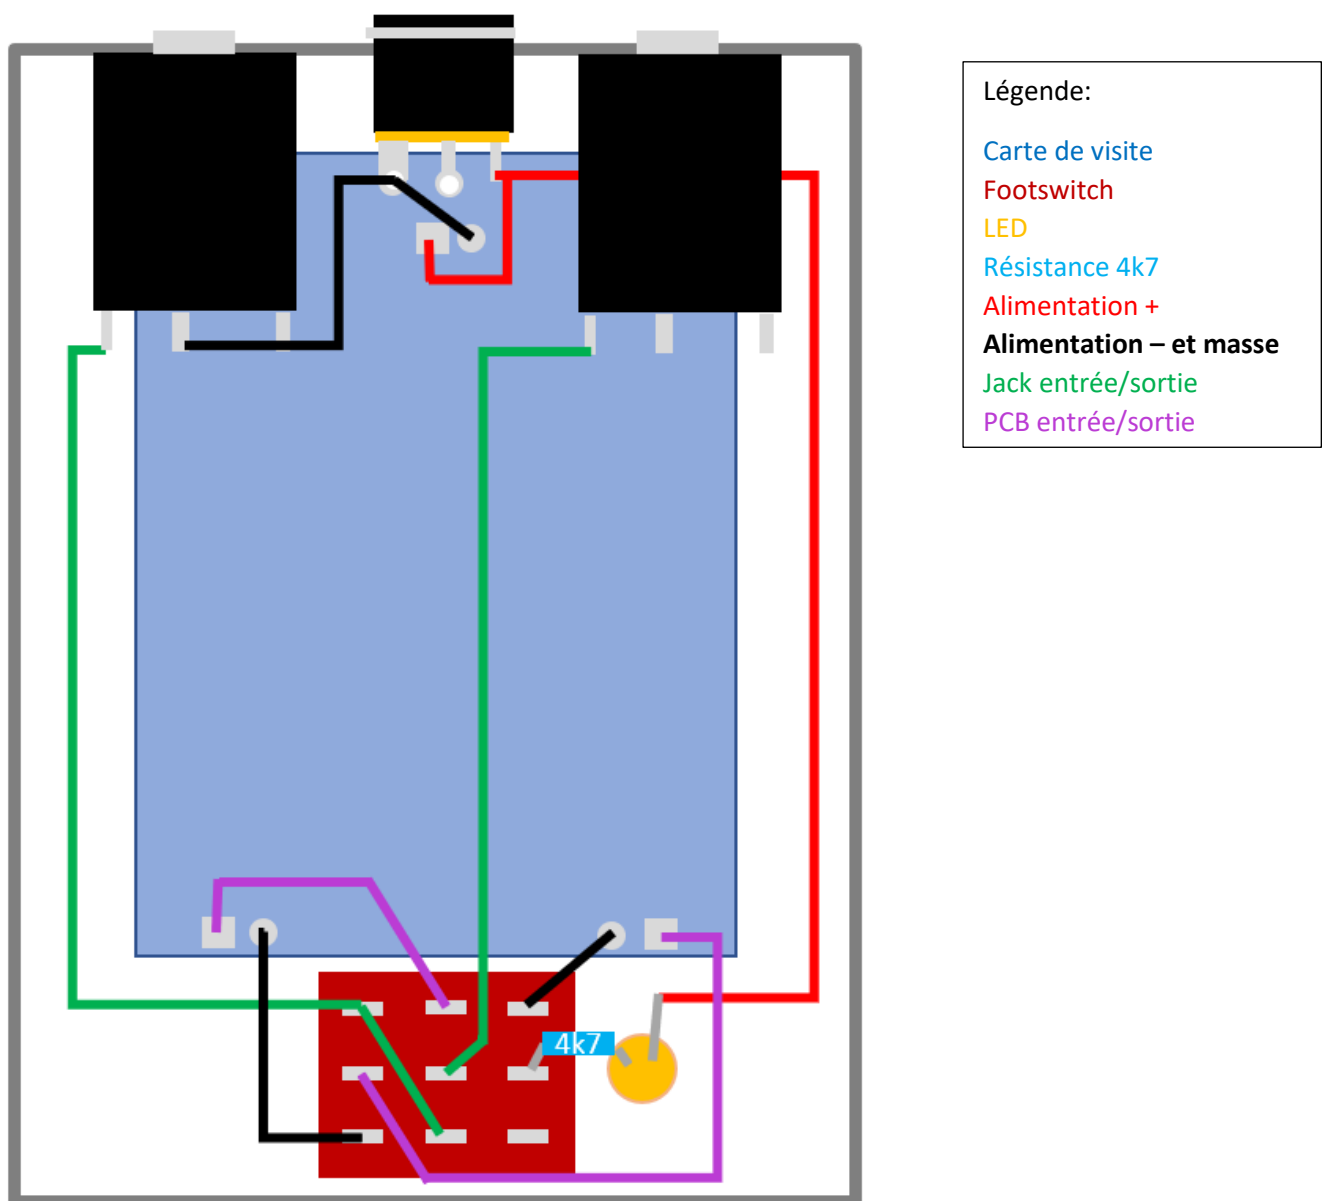 Légende:
Carte de visite
Footswitch
LED
Résistance 4k7
Alimentation +
Alimentation – et masse
Jack entrée/sortie
PCB entrée/sortie
4k7